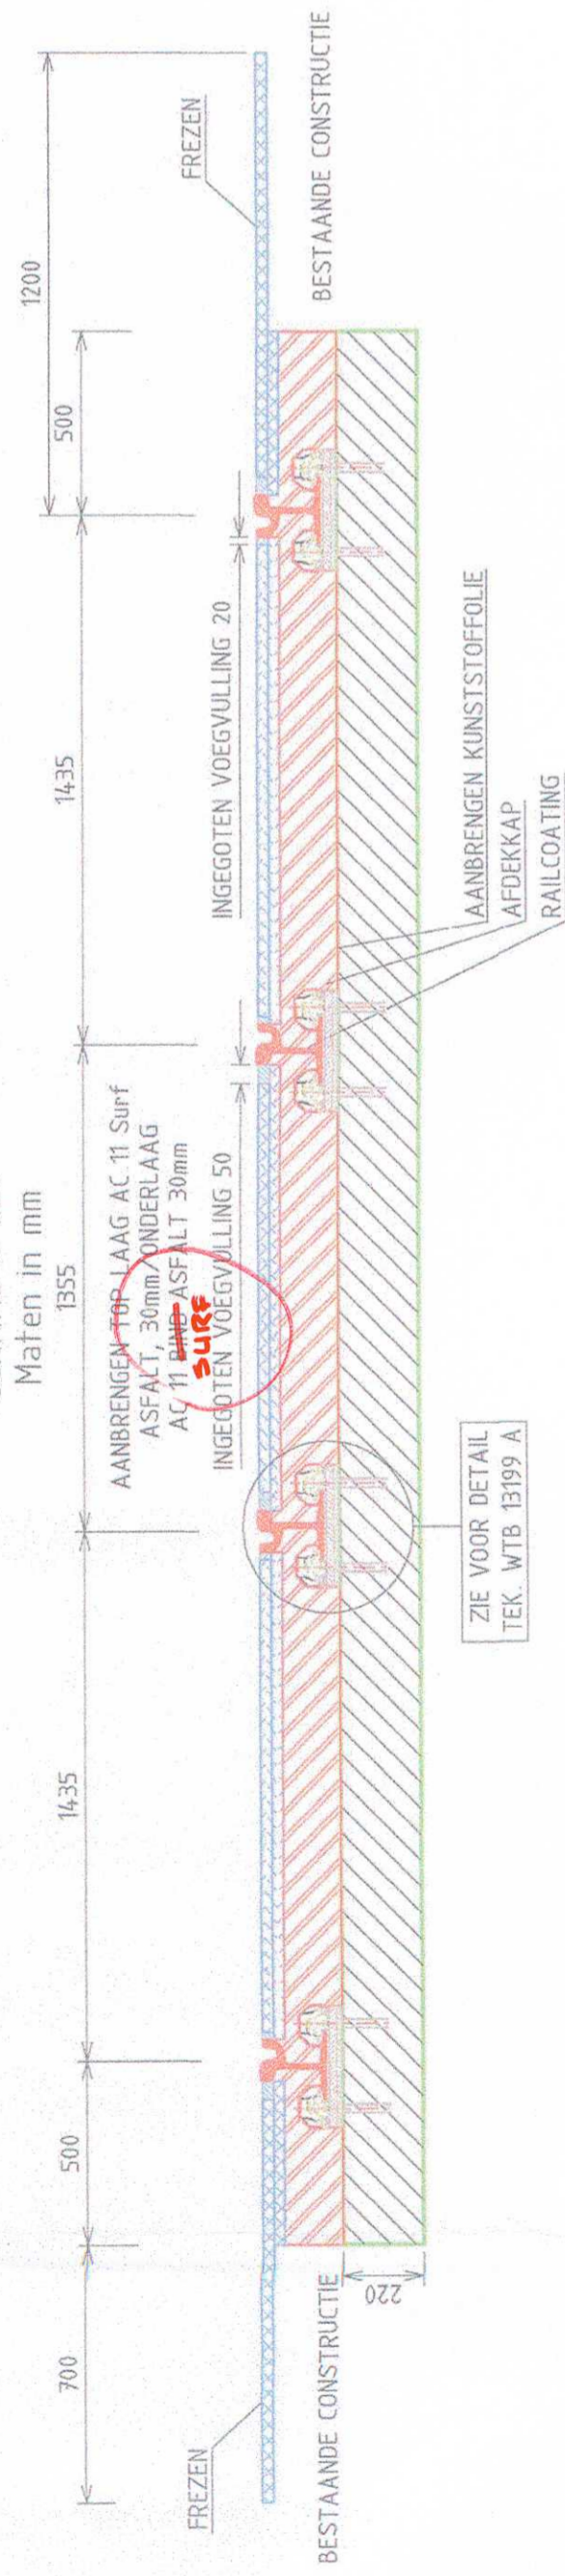 Maten in mm
700
500
1435
1355
1435
500
1200
AANBRENGEN TOP LAAG AC 11 Surf
ASFALT, 30mm/ONDERLAAG
AC 11 BIND ASFALT 30mm
SURF
INGEGOTEN VOEGVULLING 50
INGEGOTEN VOEGVULLING 20
FREZEN
FREZEN
BESTAANDE CONSTRUCTIE
BESTAANDE CONSTRUCTIE
220
ZIE VOOR DETAIL
TEK. WTB 13199 A
AANBRENGEN KUNSTSTOFFOLIE
AFDEKKAP
RAILCOATING